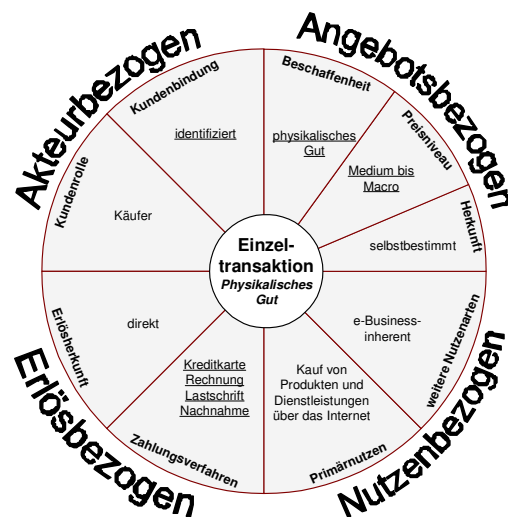 Akteurbezogen
Angebotsbezogen
Kundenbindung
identifiziert
Beschaffenheit
physikalisches
Gut
Preisniveau
Medium bis
Macro
Kundenrolle
Käufer
Herkunft
selbstbestimmt
Einzel-
transaktion
Physikalisches
Gut
Erlösherkunft
direkt
e-Business-
inherent
weitere Nutzenarten
Kreditkarte
Rechnung
Lastschrift
Nachnahme
Zahlungsverfahren
Kauf von
Produkten und
Dienstleistungen
über das Internet
Primärnutzen
Erlösbezogen
Nutzenbezogen